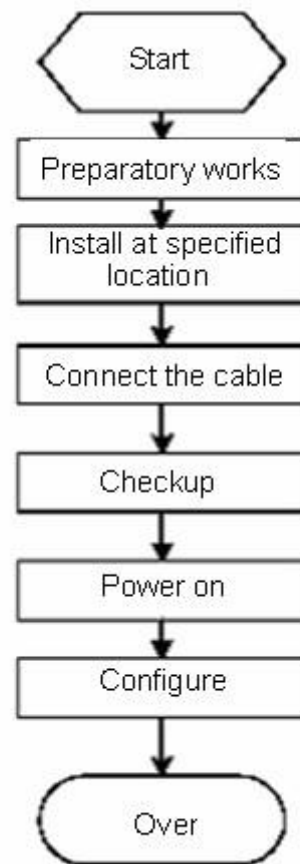 Start
Preparatory works
Install at specified
location
Connect the cable
Checkup
Power on
Configure
Over